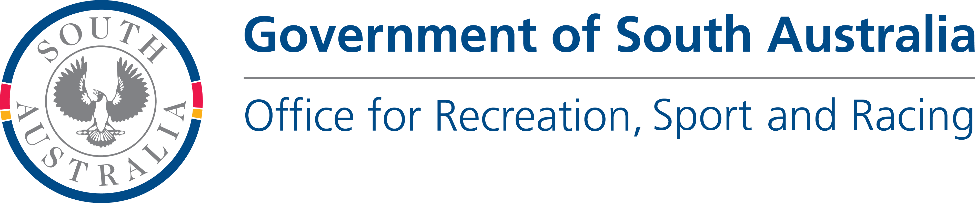 SOUTH
AUSTRALIA
Government of South Australia
Office for Recreation, Sport and Racing